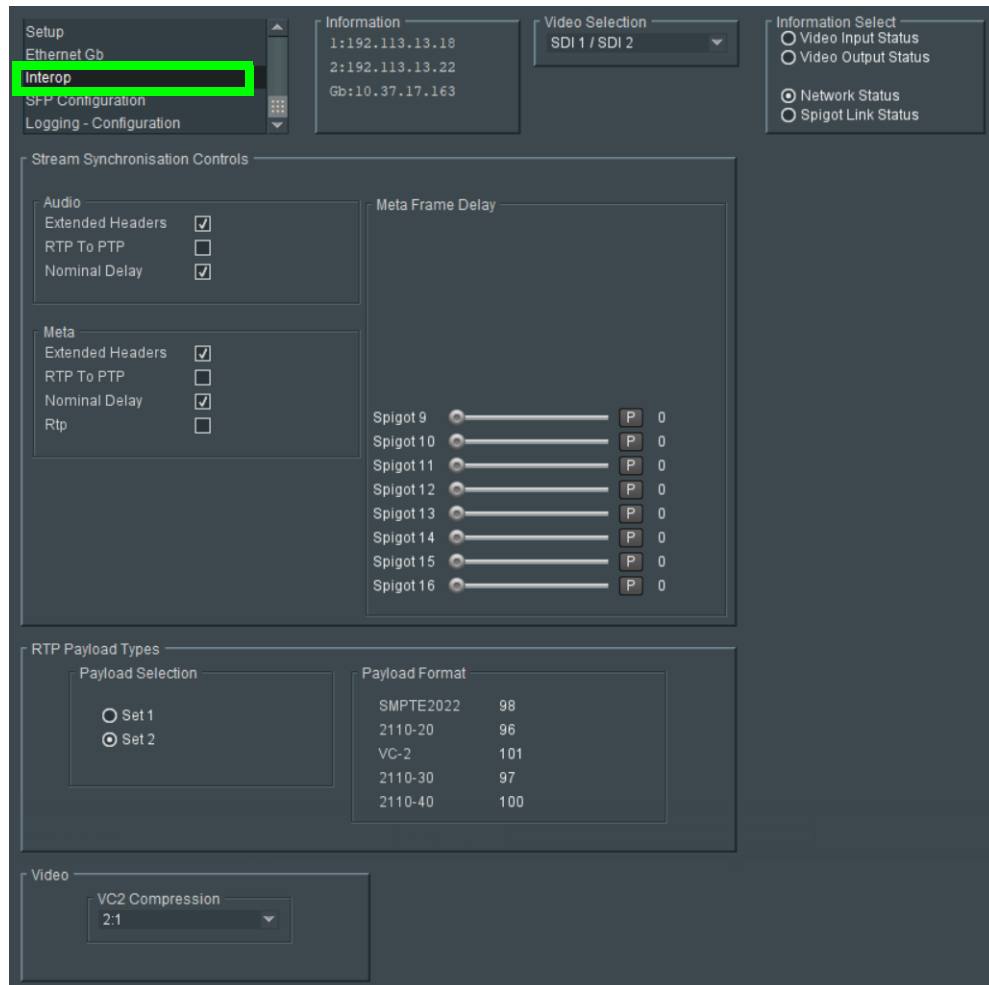 Setup
Ethernet Gb
Interop
SFP Configuration
Logging - Configuration
Information
1:192.113.13.18
2:192.113.13.22
Gb:10.37.17.163
Video Selection
SDI 1 / SDI 2
Information Select
Video Input Status
Video Output Status
Network Status
Spigot Link Status
Stream Synchronisation Controls
Audio
Extended Headers
RTP To PTP
Nominal Delay
Meta
Extended Headers
RTP To PTP
Nominal Delay
Rtp
Meta Frame Delay
Spigot 9 P 0
Spigot 10 P 0
Spigot 11 P 0
Spigot 12 P 0
Spigot 13 P 0
Spigot 14 P 0
Spigot 15 P 0
Spigot 16 P 0
RTP Payload Types
Payload Selection
Set 1
Set 2
Payload Format
SMPTE2022 98
2110-20 96
VC-2 101
2110-30 97
2110-40 100
Video
VC2 Compression
2:1